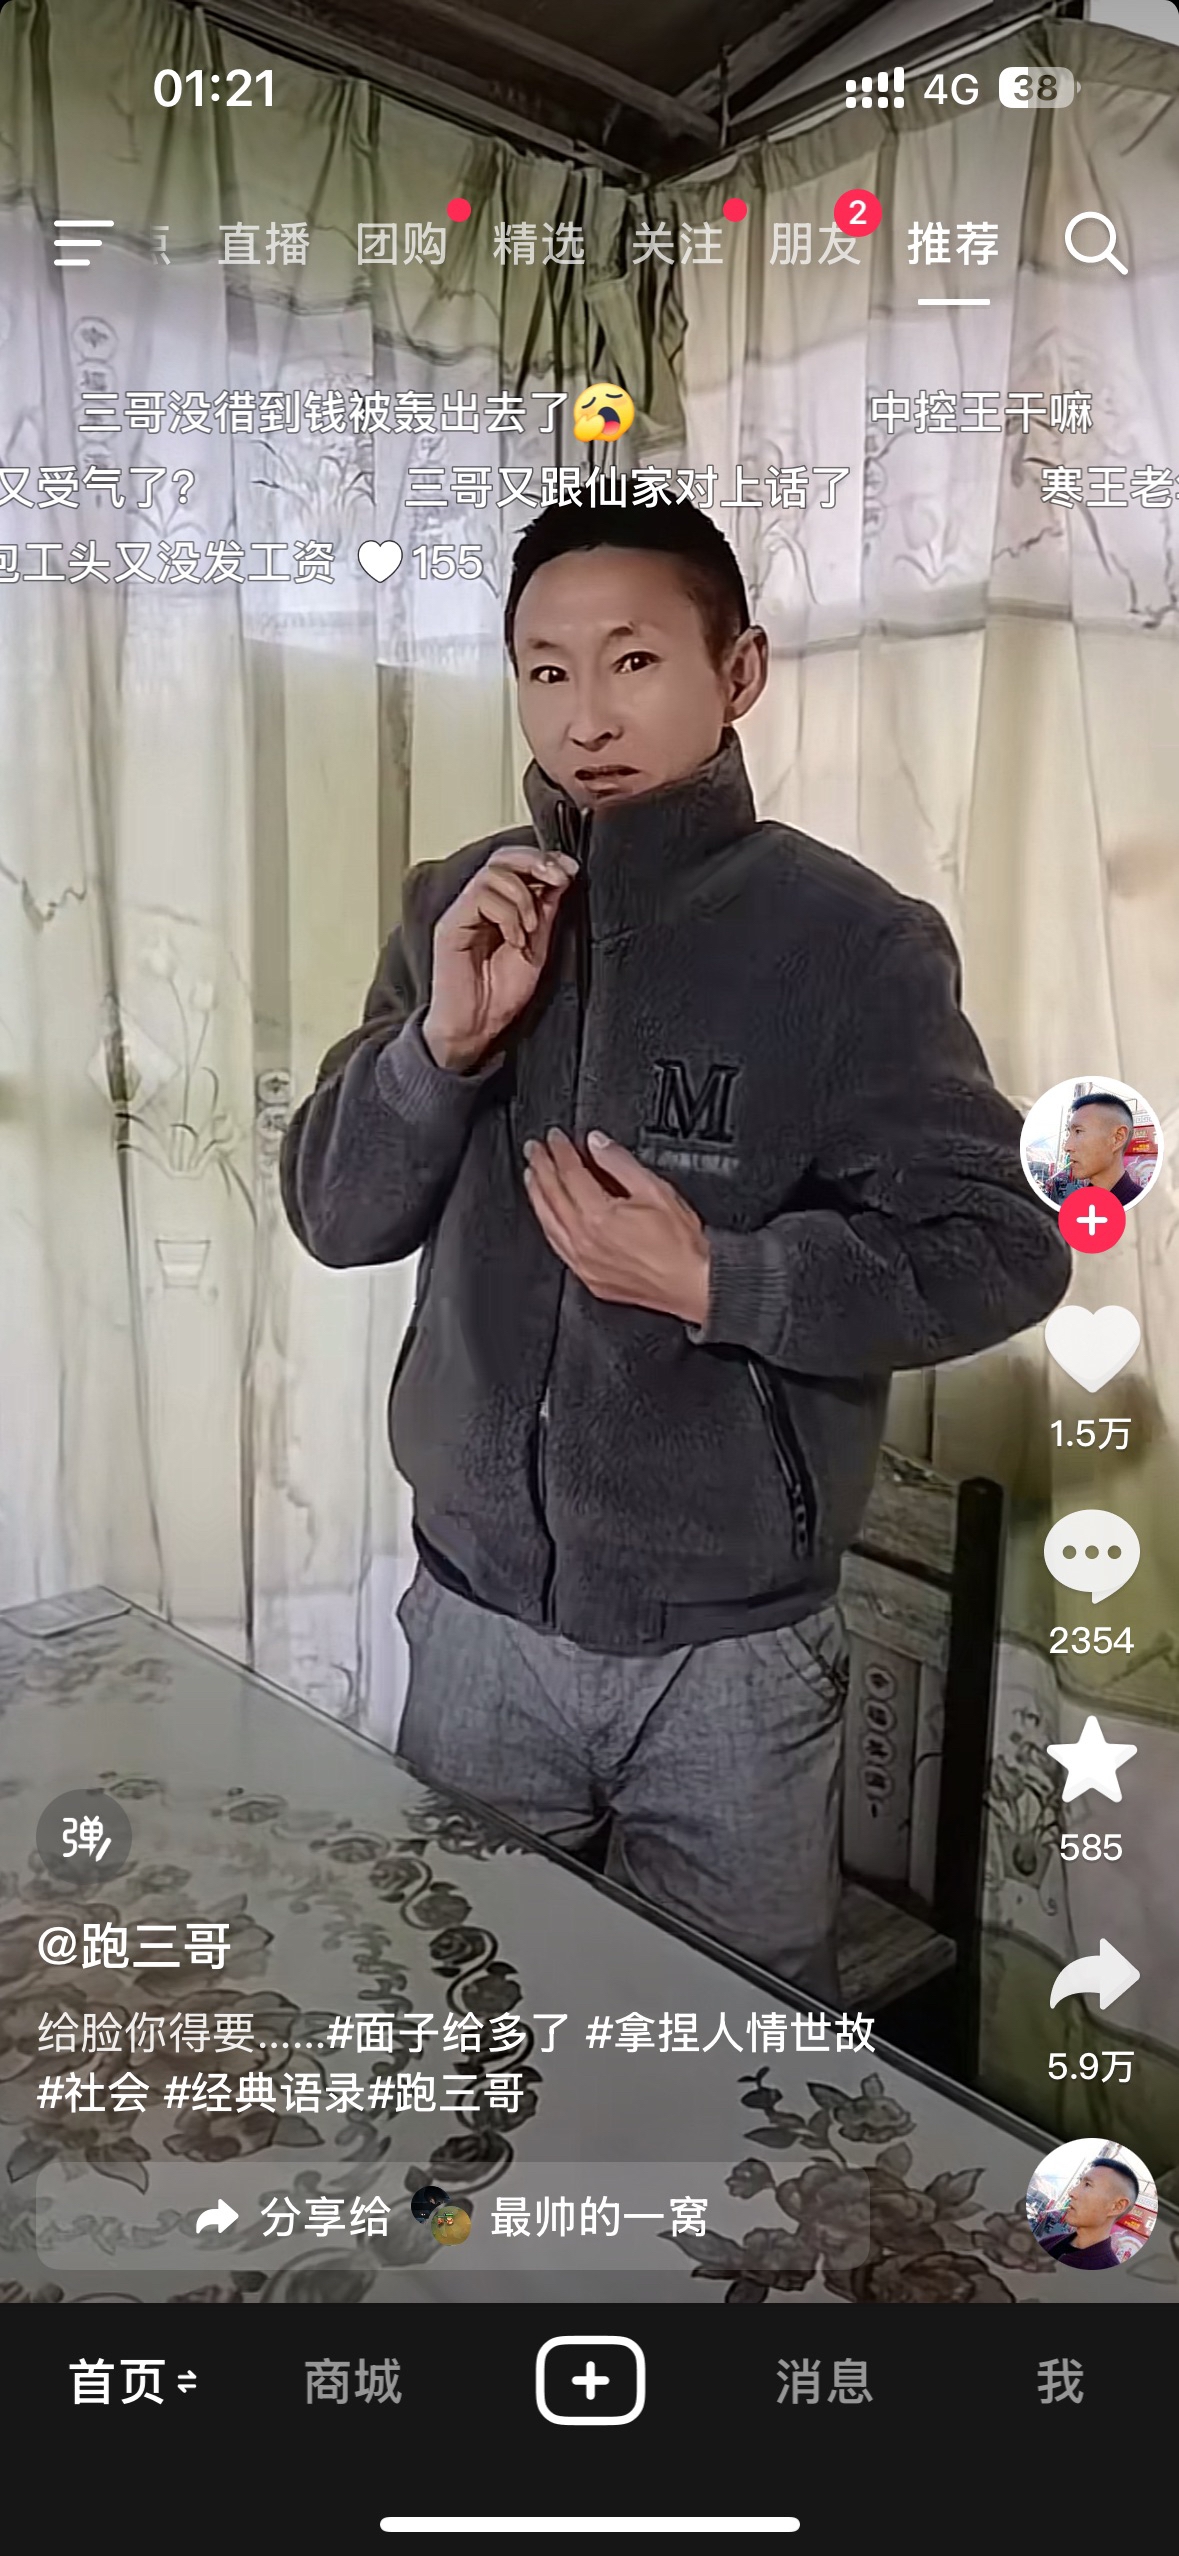 01:21 4G 38
直播 团购 精选 关注 朋友 2 推荐
三哥没借到钱被轰出去了🥱 中控王干嘛
又受气了? 三哥又跟仙家对上话了 寒王老
包工头又没发工资 155
M
1.5万
2354
585
5.9万
弹
@跑三哥
给脸你得要......#面子给多了 #拿捏人情世故
#社会 #经典语录#跑三哥
分享给 最帅的一窝
首页 商城 消息 我